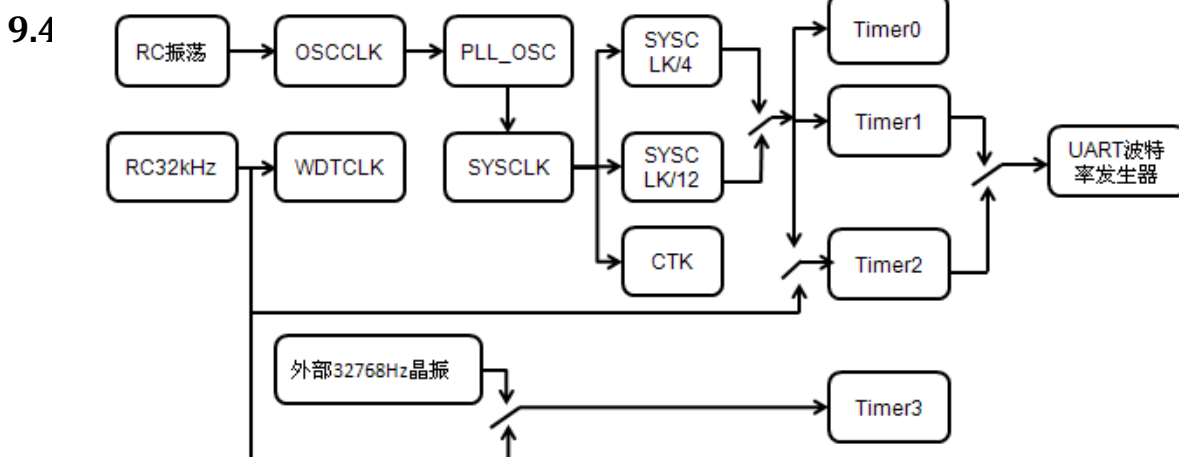 9.4
RC振荡
OSCCLK
PLL_OSC
SYSC
LK/4
Timer0
Timer1
RC32kHz
WDTCLK
SYSCLK
SYSC
LK/12
UART波特
率发生器
CTK
Timer2
外部32768Hz晶振
Timer3